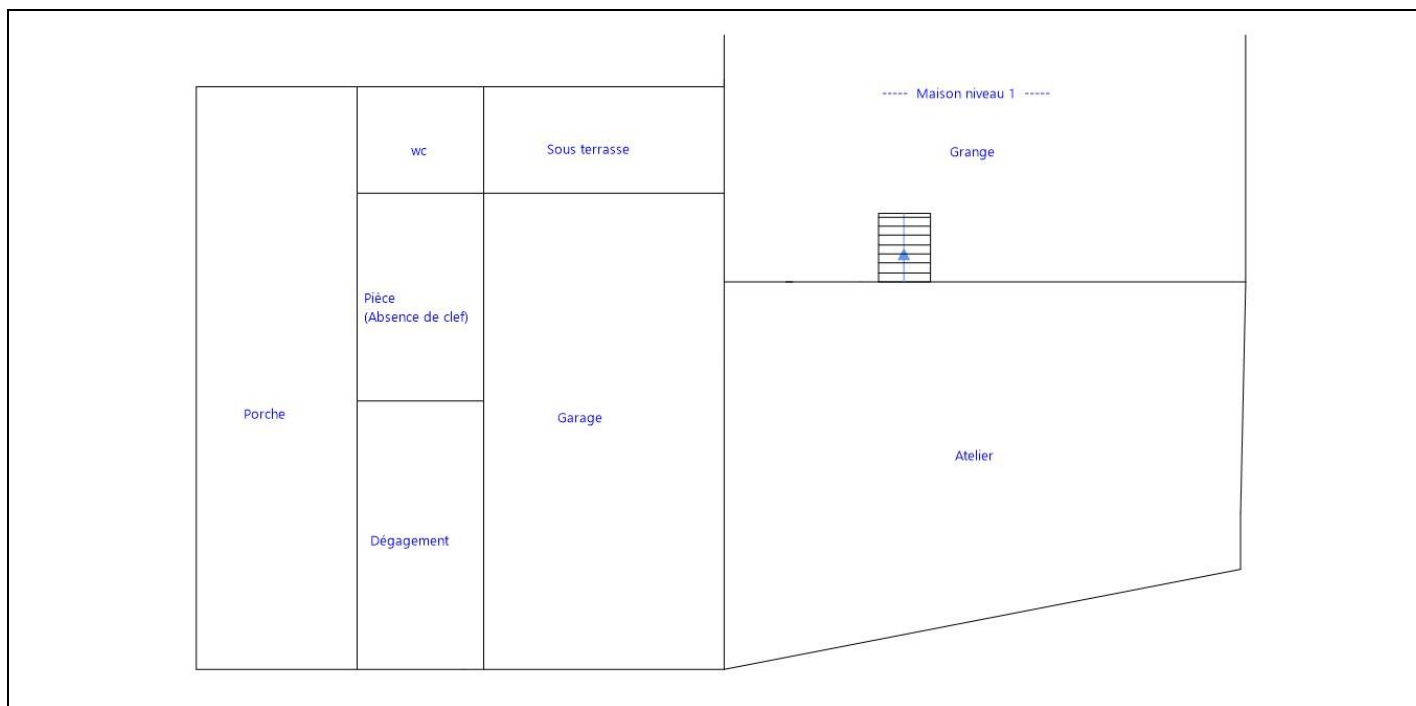 ----- Maison niveau 1 -----
wc
Sous terrasse
Grange
Pièce
(Absence de clef)
Porche
Garage
Atelier
Dégagement